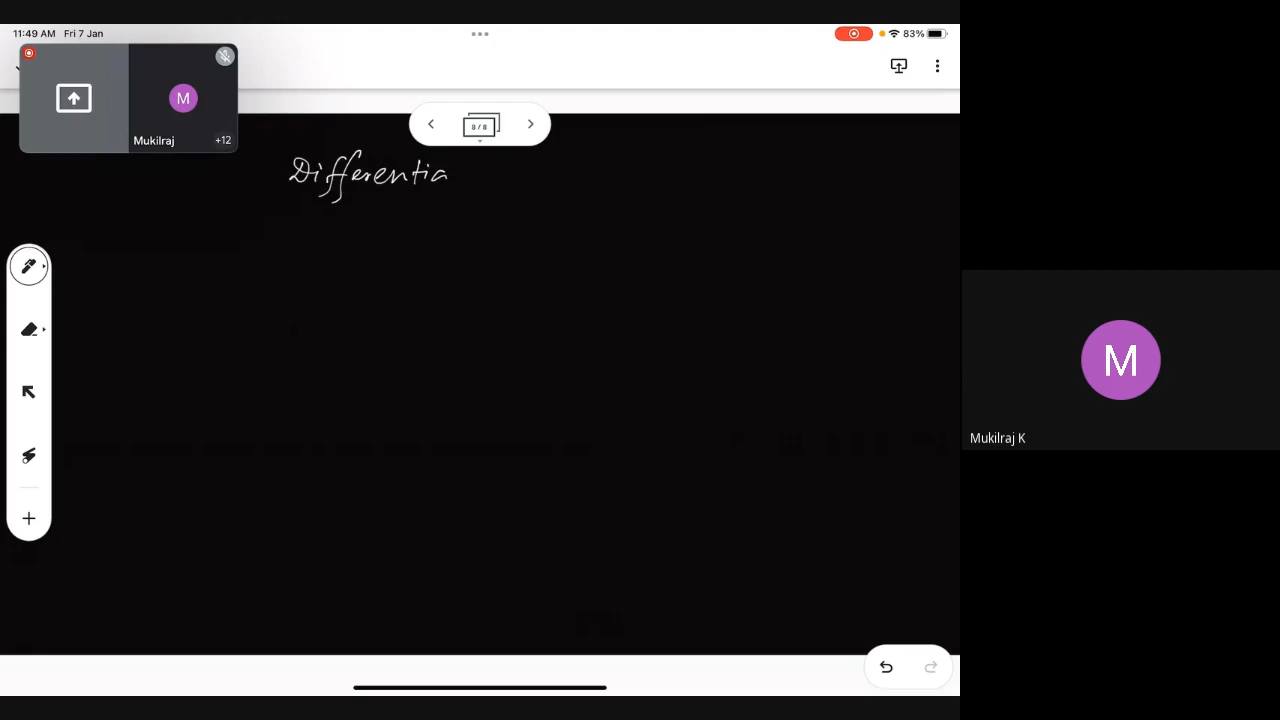 11:49 AM Fri 7 Jan
83%
M
Mukilraj
+12
8 / 8
Differentia
M
Mukilraj K